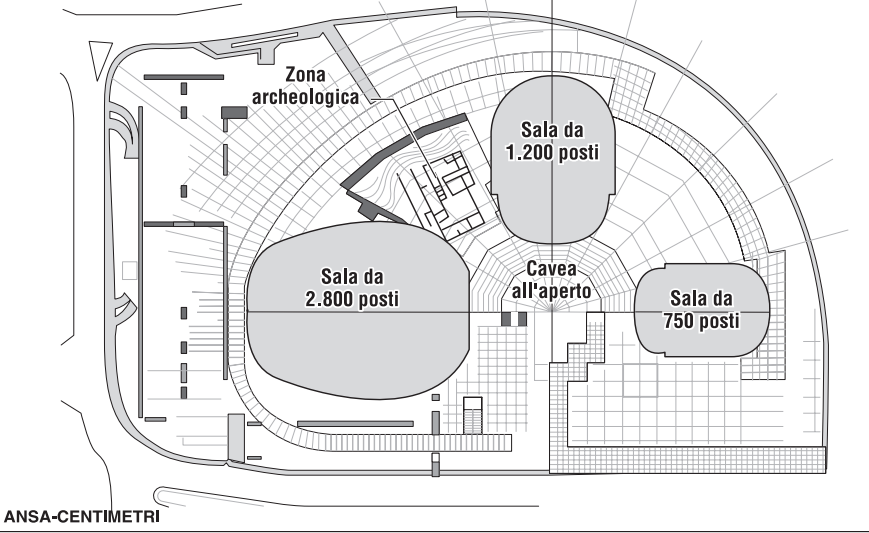 Zona
archeologica
Sala da
1.200 posti
Sala da
2.800 posti
Cavea
all'aperto
Sala da
750 posti
ANSA-CENTIMETRI